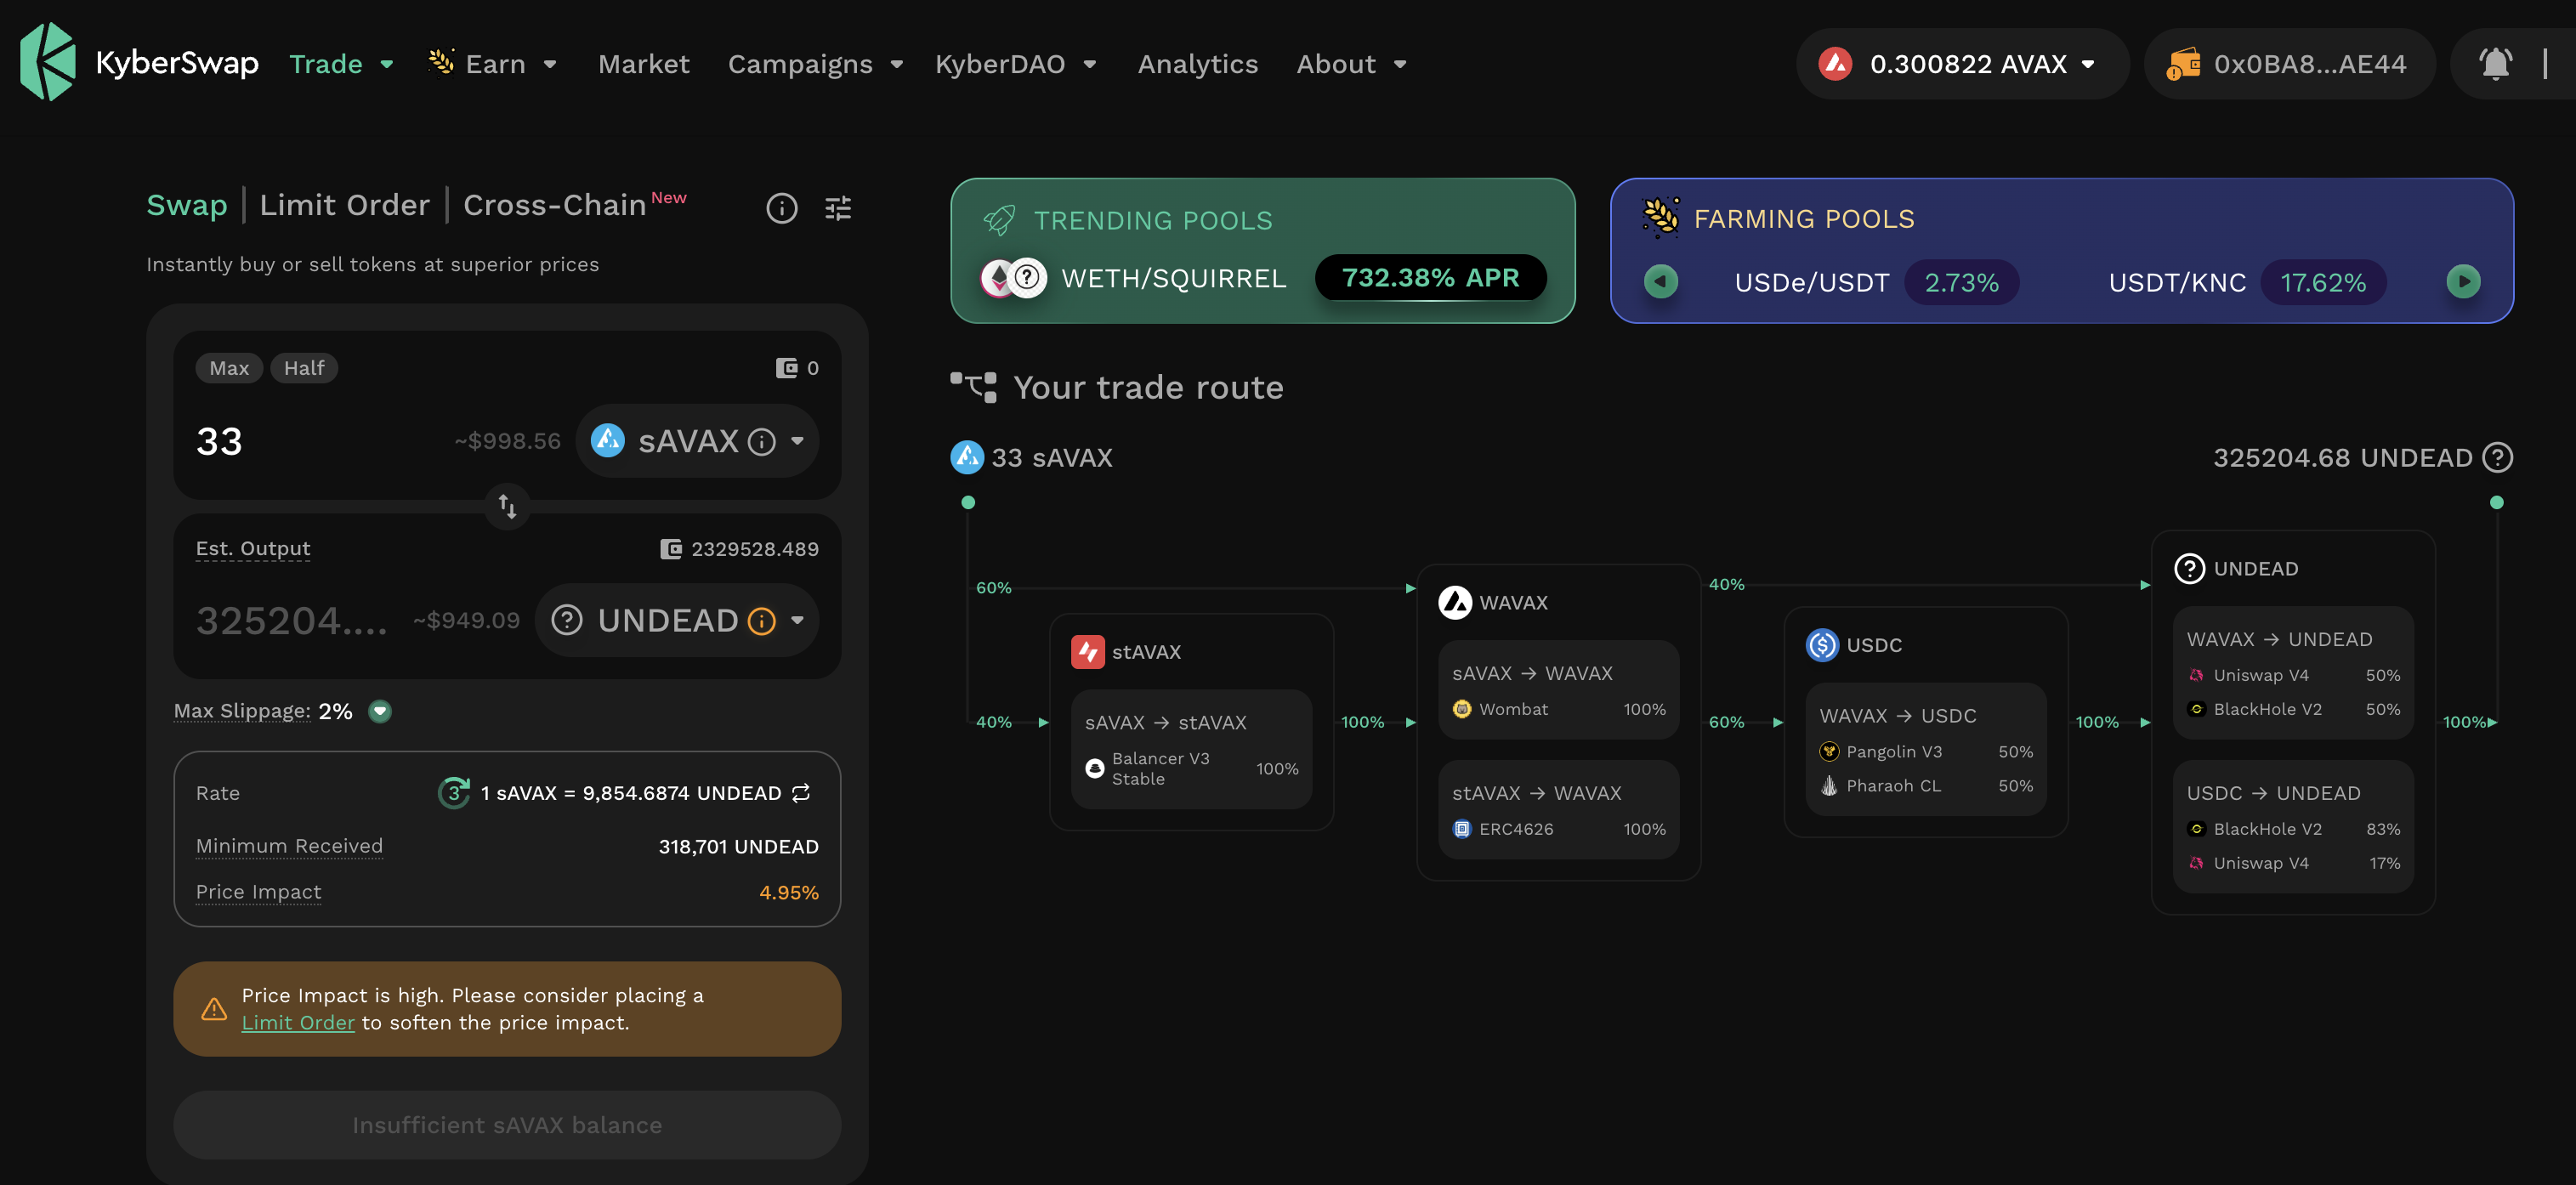 KyberSwap Trade Earn Market Campaigns KyberDAO Analytics About 0.300822 AVAX 0x0BA8...AE44
Swap | Limit Order | Cross-Chain New
Instantly buy or sell tokens at superior prices
Max Half 0
33 ~$998.56 sAVAX
Est. Output 2329528.489
325204.... ~$949.09 UNDEAD
Max Slippage: 2%
Rate 3 1 sAVAX = 9,854.6874 UNDEAD
Minimum Received 318,701 UNDEAD
Price Impact 4.95%
Price Impact is high. Please consider placing a
Limit Order to soften the price impact.
Insufficient sAVAX balance
TRENDING POOLS
WETH/SQUIRREL 732.38% APR
FARMING POOLS
USDe/USDT 2.73% USDT/KNC 17.62%
Your trade route
33 sAVAX 325204.68 UNDEAD
60%
40%
stAVAX
sAVAX → stAVAX
Balancer V3
Stable 100%
100%
WAVAX
sAVAX → WAVAX
Wombat 100%
stAVAX → WAVAX
ERC4626 100%
40%
60%
USDC
WAVAX → USDC
Pangolin V3 50%
Pharaoh CL 50%
100%
UNDEAD
WAVAX → UNDEAD
Uniswap V4 50%
BlackHole V2 50%
USDC → UNDEAD
BlackHole V2 83%
Uniswap V4 17%
100%